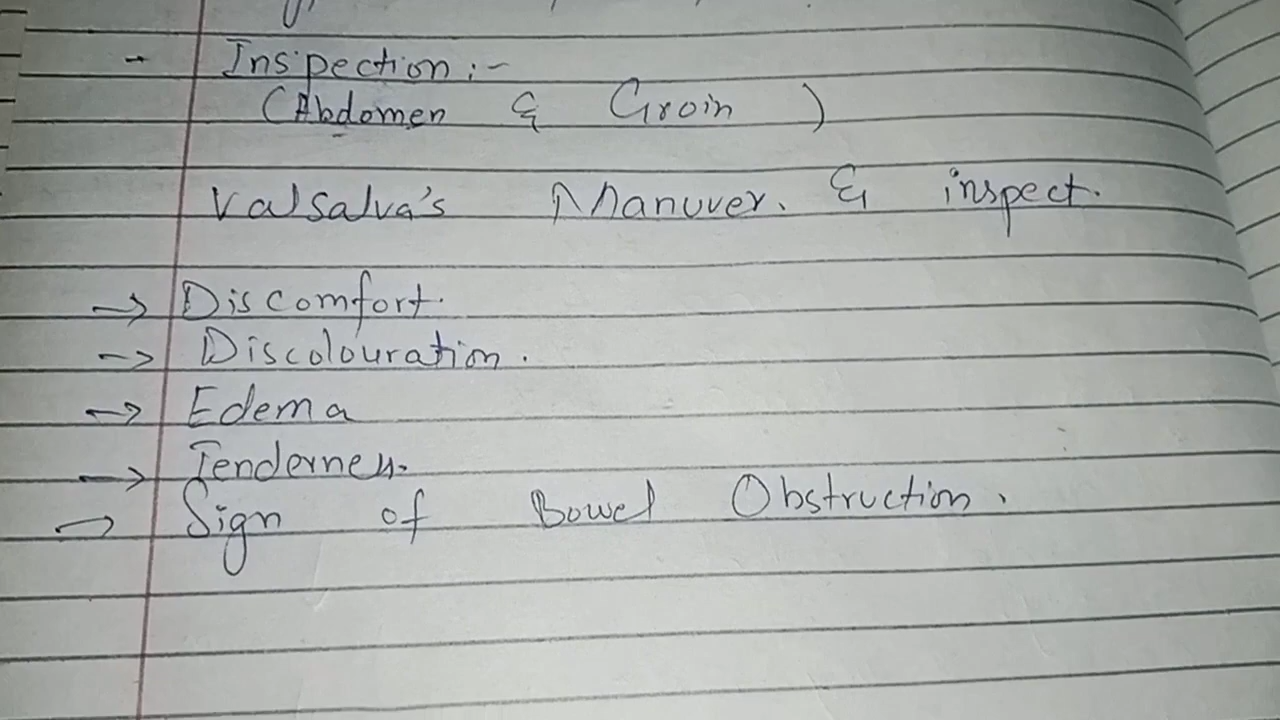 - Inspection :-
(Abdomen & Groin )
Valsalva's Manuver. & inspect.
→ Discomfort.
→ Discolouration.
→ Edema
→ Tenderness.
→ Sign of Bowel Obstruction.